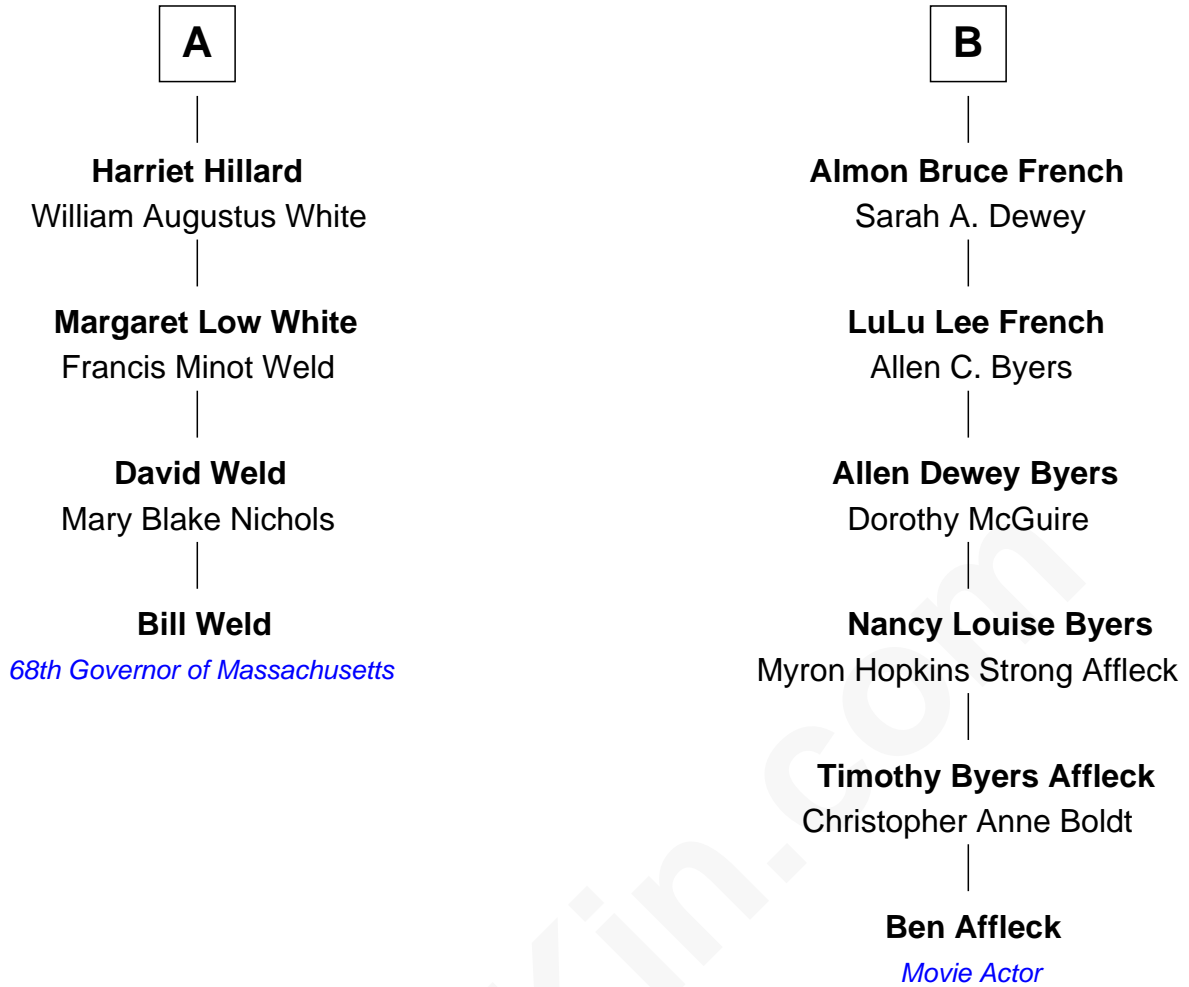 A
Harriet Hillard
William Augustus White
Margaret Low White
Francis Minot Weld
David Weld
Mary Blake Nichols
Bill Weld
68th Governor of Massachusetts
B
Almon Bruce French
Sarah A. Dewey
LuLu Lee French
Allen C. Byers
Allen Dewey Byers
Dorothy McGuire
Nancy Louise Byers
Myron Hopkins Strong Affleck
Timothy Byers Affleck
Christopher Anne Boldt
Ben Affleck
Movie Actor